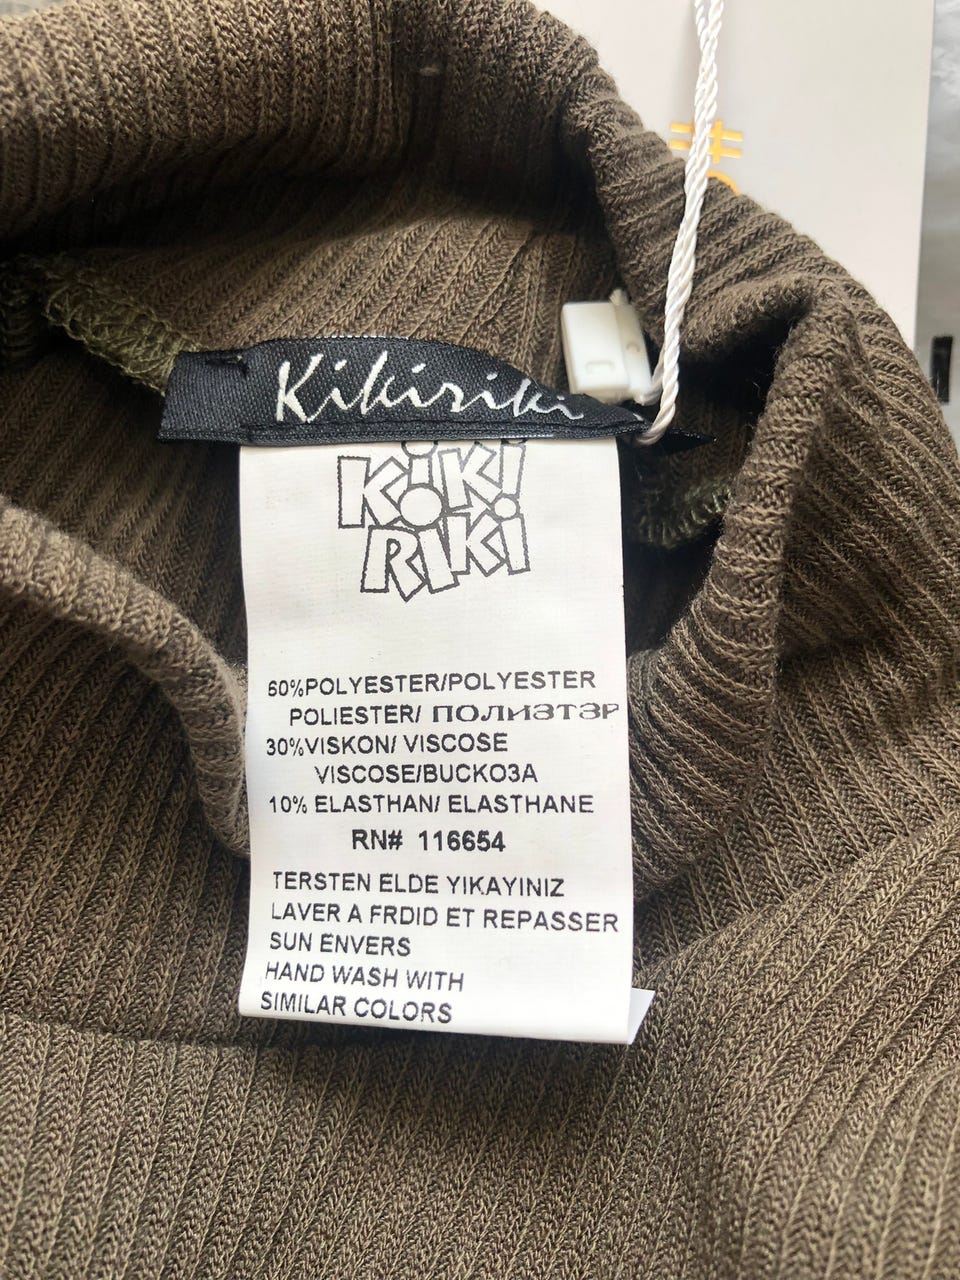 Kikiriki
KiKi
RiKi
60%POLYESTER/POLYESTER
POLIESTER/ ПОЛИЭТЭР
30%VISKON/ VISCOSE
VISCOSE/BUCKO3A
10% ELASTHAN/ ELASTHANE
RN# 116654
TERSTEN ELDE YIKAYINIZ
LAVER A FRDID ET REPASSER
SUN ENVERS
HAND WASH WITH
SIMILAR COLORS